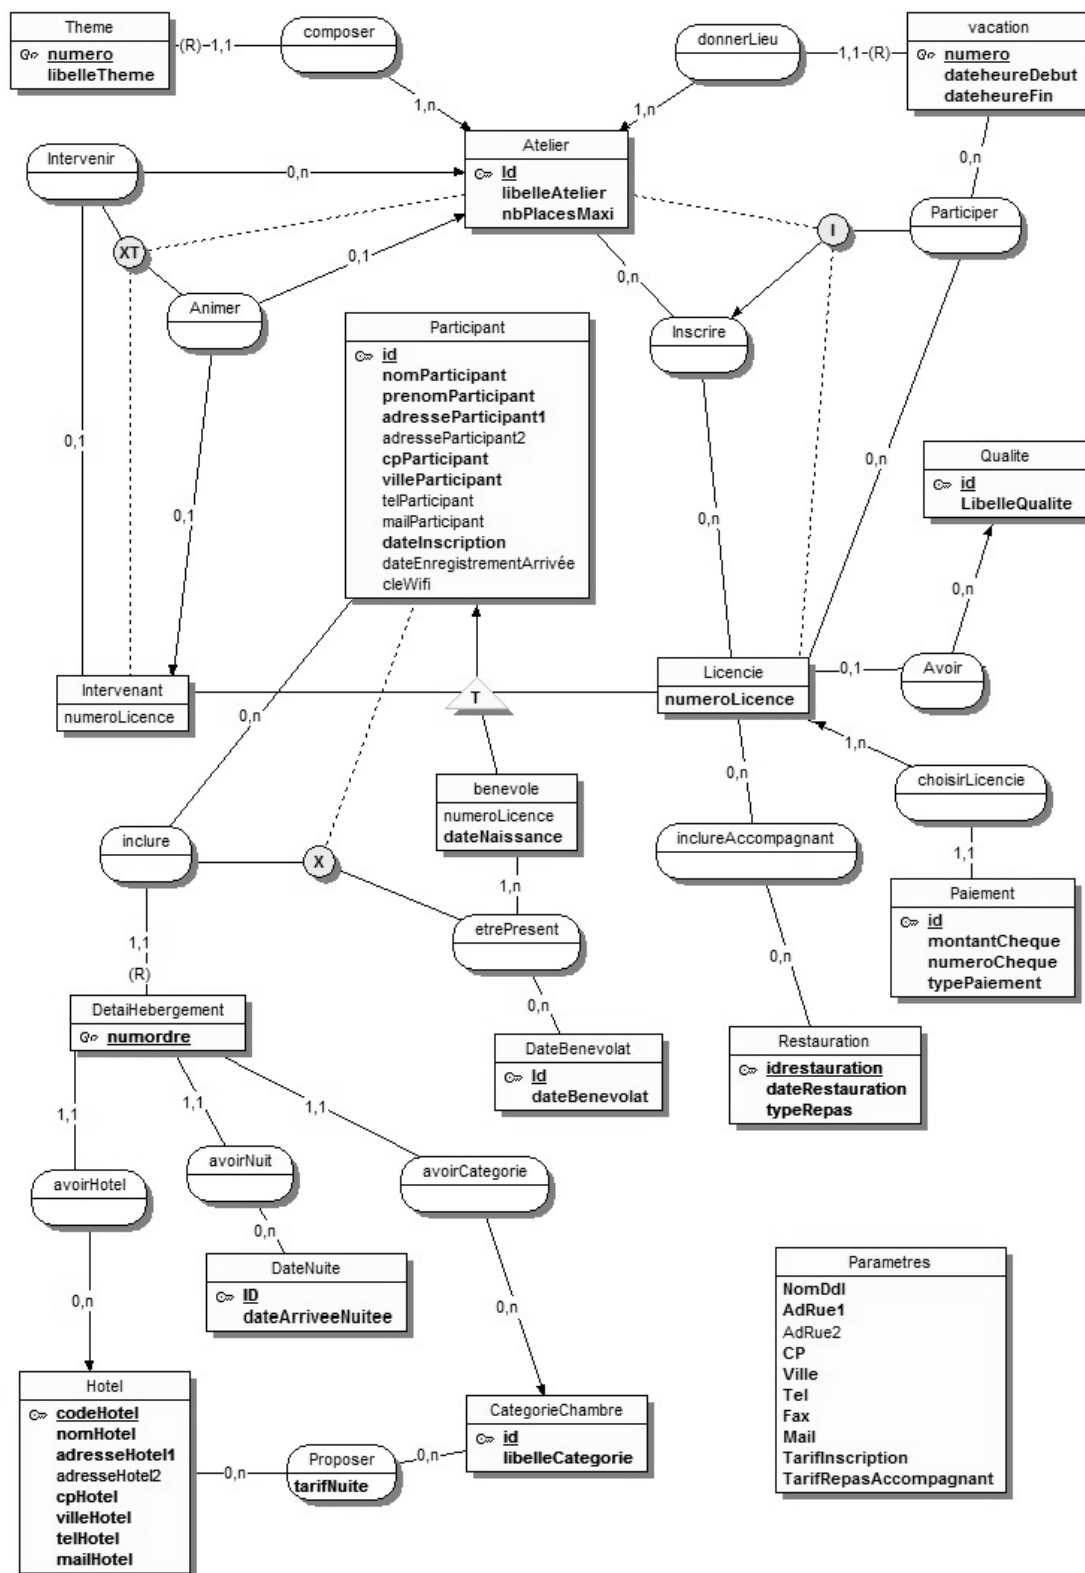 Theme
numero
libelleTheme
(R)
1,1
composer
1,n
donnerLieu
1,1
(R)
1,n
vacation
numero
dateheureDebut
dateheureFin
0,n
Intervenir
0,n
Atelier
Id
libelleAtelier
nbPlacesMaxi
I
Participer
XT
0,1
0,n
Animer
Inscrire
Participant
id
nomParticipant
prenomParticipant
adresseParticipant1
adresseParticipant2
cpParticipant
villeParticipant
telParticipant
mailParticipant
dateInscription
dateEnregistrementArrivée
cleWifi
0,1
0,1
0,n
0,n
Qualite
id
LibelleQualite
0,n
Intervenant
numeroLicence
T
Licencie
numeroLicence
0,1
Avoir
0,n
0,n
1,n
benevole
numeroLicence
dateNaissance
choisirLicencie
inclure
X
inclureAccompagnant
1,1
1,n
Paiement
id
montantCheque
numeroCheque
typePaiement
etrePresent
1,1
(R)
0,n
0,n
DetailHebergement
numordre
DateBenevolat
Id
dateBenevolat
Restauration
idrestauration
dateRestauration
typeRepas
1,1
1,1
1,1
avoirHotel
avoirNuit
avoirCategorie
0,n
DateNuite
ID
dateArriveeNuitee
0,n
0,n
Parametres
NomDdl
AdRue1
AdRue2
CP
Ville
Tel
Fax
Mail
TarifInscription
TarifRepasAccompagnant
Hotel
codeHotel
nomHotel
adresseHotel1
adresseHotel2
cpHotel
villeHotel
telHotel
mailHotel
0,n
Proposer
tarifNuite
0,n
CategorieChambre
id
libelleCategorie